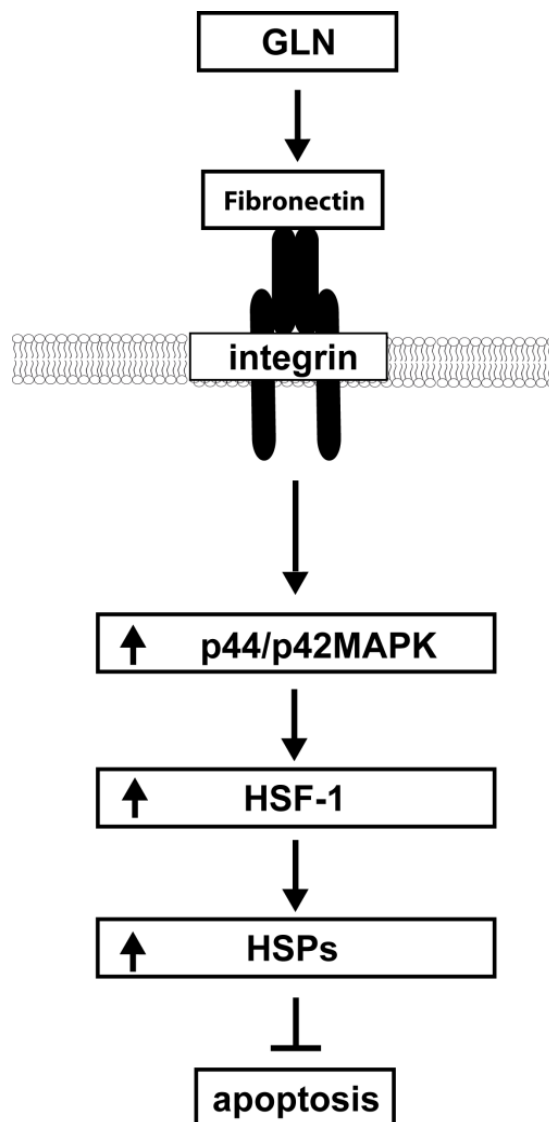 GLN
Fibronectin
integrin
p44/p42MAPK
HSF-1
HSPs
apoptosis